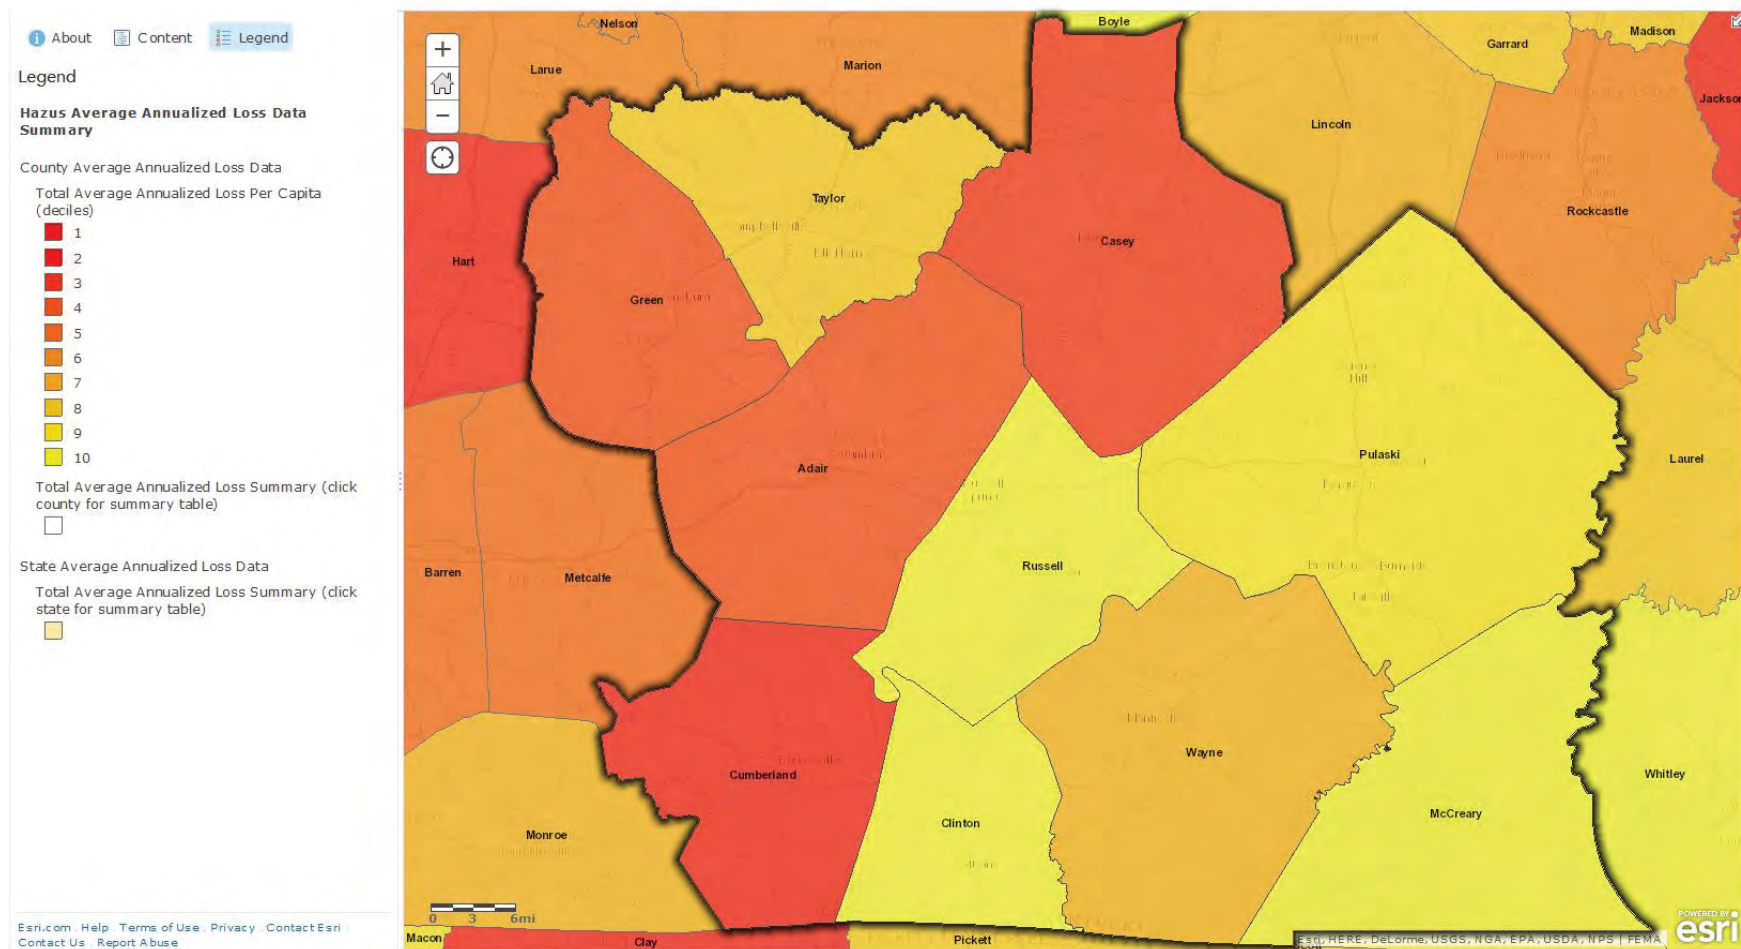 About Content Legend
Legend
Hazus Average Annualized Loss Data
Summary
County Average Annualized Loss Data
Total Average Annualized Loss Per Capita
(deciles)
1
2
3
4
5
6
7
8
9
10
Total Average Annualized Loss Summary (click
county for summary table)
State Average Annualized Loss Data
Total Average Annualized Loss Summary (click
state for summary table)
Esri.com . Help . Terms of Use . Privacy . Contact Esri .
Contact Us . Report Abuse
+
−
Nelson
Boyle
Madison
Garrard
Larue
Marion
Jackson
Lincoln
Taylor
Rockcastle
Casey
Hart
Green
Pulaski
Laurel
Adair
Russell
Barren
Metcalfe
Wayne
Cumberland
Whitley
McCreary
Clinton
Monroe
0 3 6mi
Macon
Clay
Pickett
Esri, HERE, DeLorme, USGS, NGA, EPA, USDA, NPS | FEMA
POWERED BY
esri